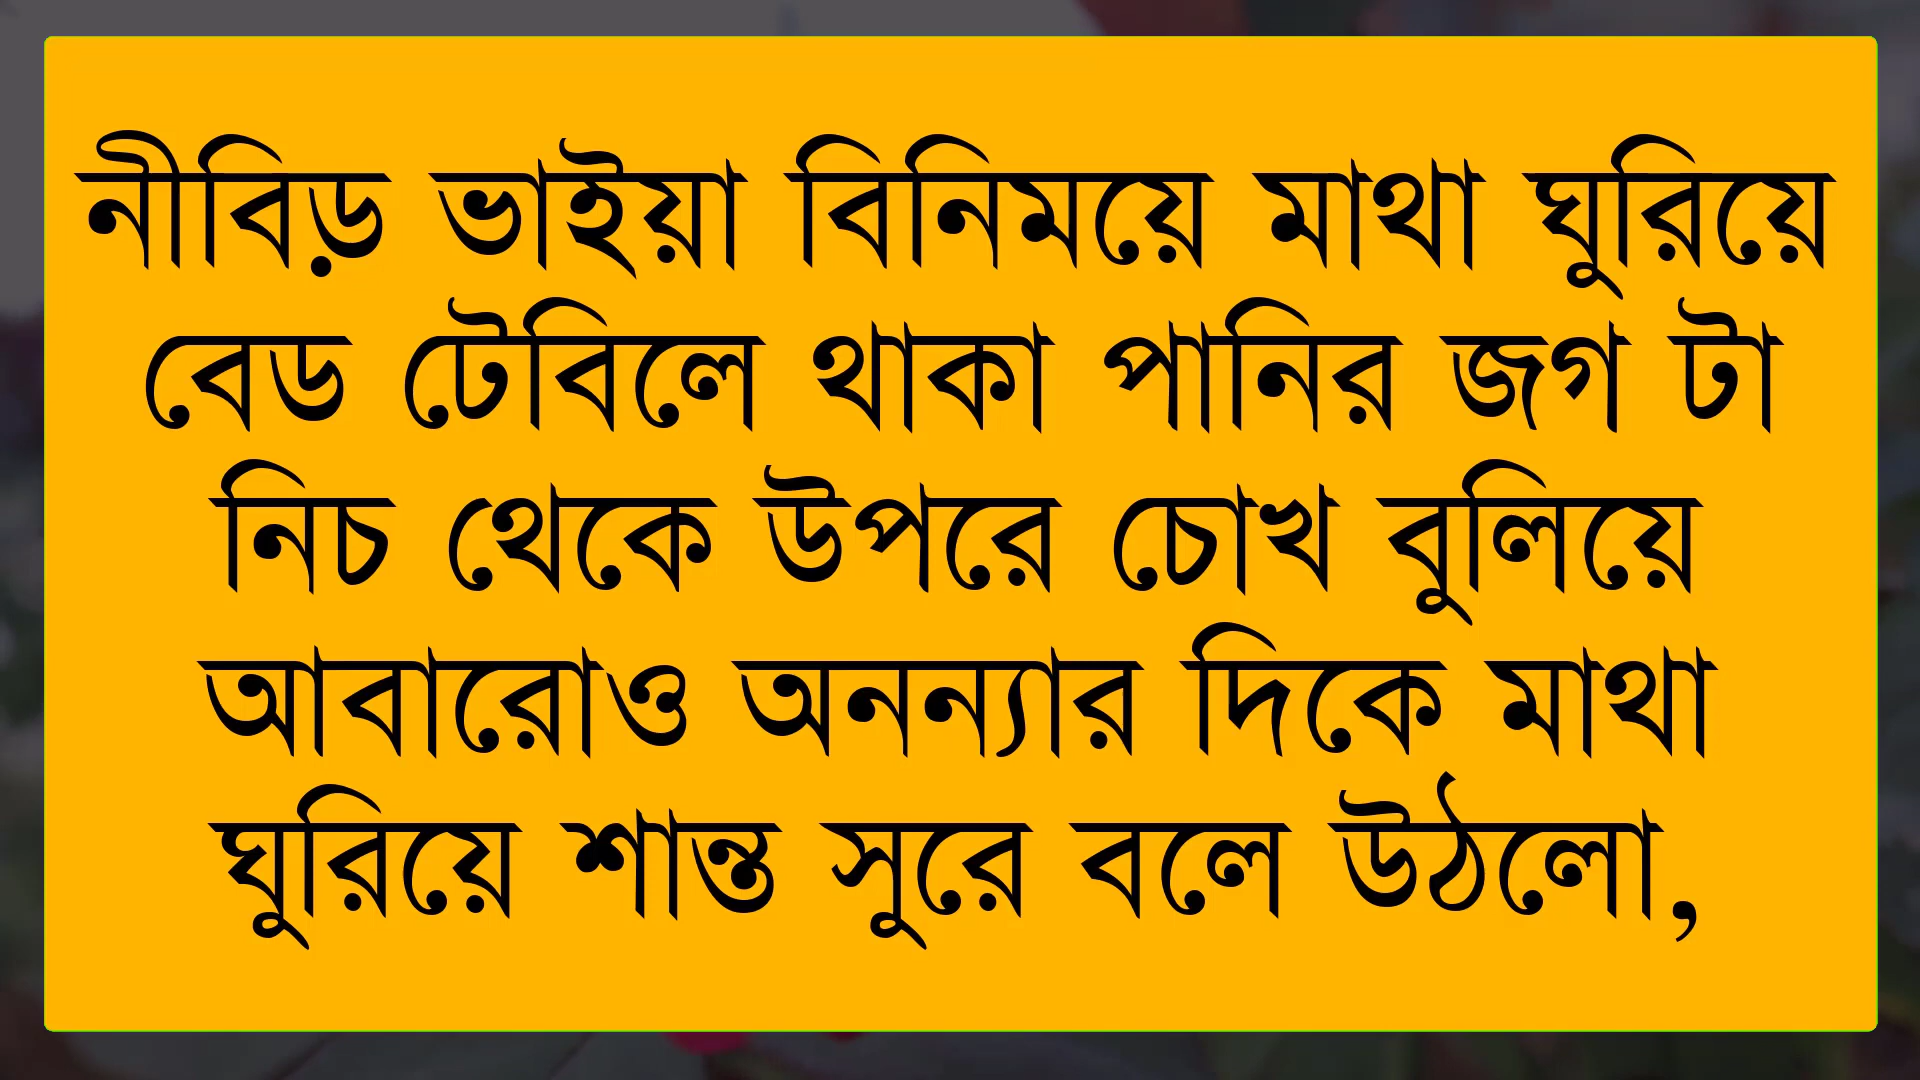 নীবিড় ভাইয়া বিনিময়ে মাথা ঘুরিয়ে
বেড টেবিলে থাকা পানির জগ টা
নিচ থেকে উপরে চোখ বুলিয়ে
আবারোও অনন্যার দিকে মাথা
ঘুরিয়ে শান্ত সুরে বলে উঠলো,